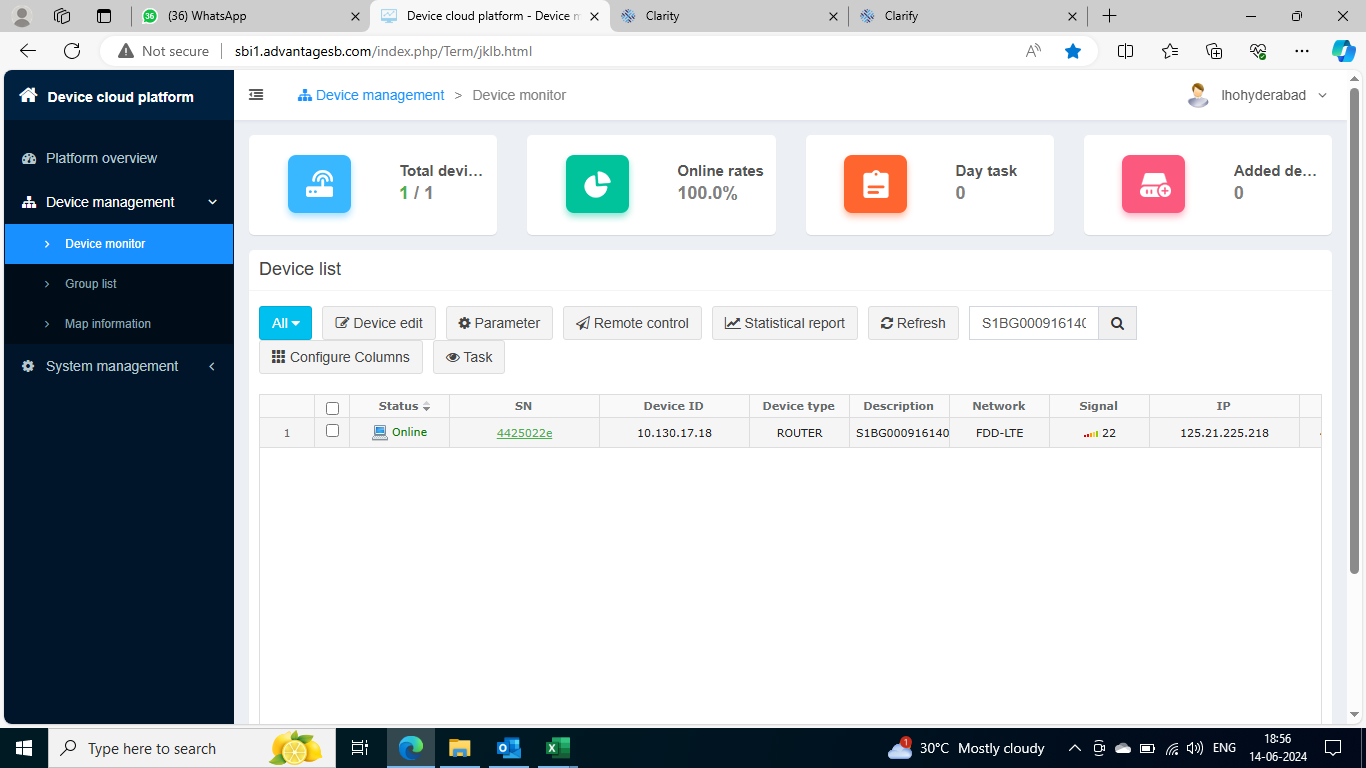 36
(36) WhatsApp
Device cloud platform - Device m
Clarity
Clarify
Not secure
sbi1.advantagesb.com/index.php/Term/jklb.html
Device cloud platform
Device management > Device monitor
lhohyderabad
Platform overview
Device management
Device monitor
Group list
Map information
System management
Total devi...
1 / 1
Online rates
100.0%
Day task
0
Added de...
0
Device list
All
Device edit
Parameter
Remote control
Statistical report
Refresh
S1BG000916140
Configure Columns
Task
Status SN Device ID Device type Description Network Signal IP
1 Online 4425022e 10.130.17.18 ROUTER S1BG000916140 FDD-LTE 22 125.21.225.218
Type here to search
1
30°C Mostly cloudy
ENG
18:56
14-06-2024